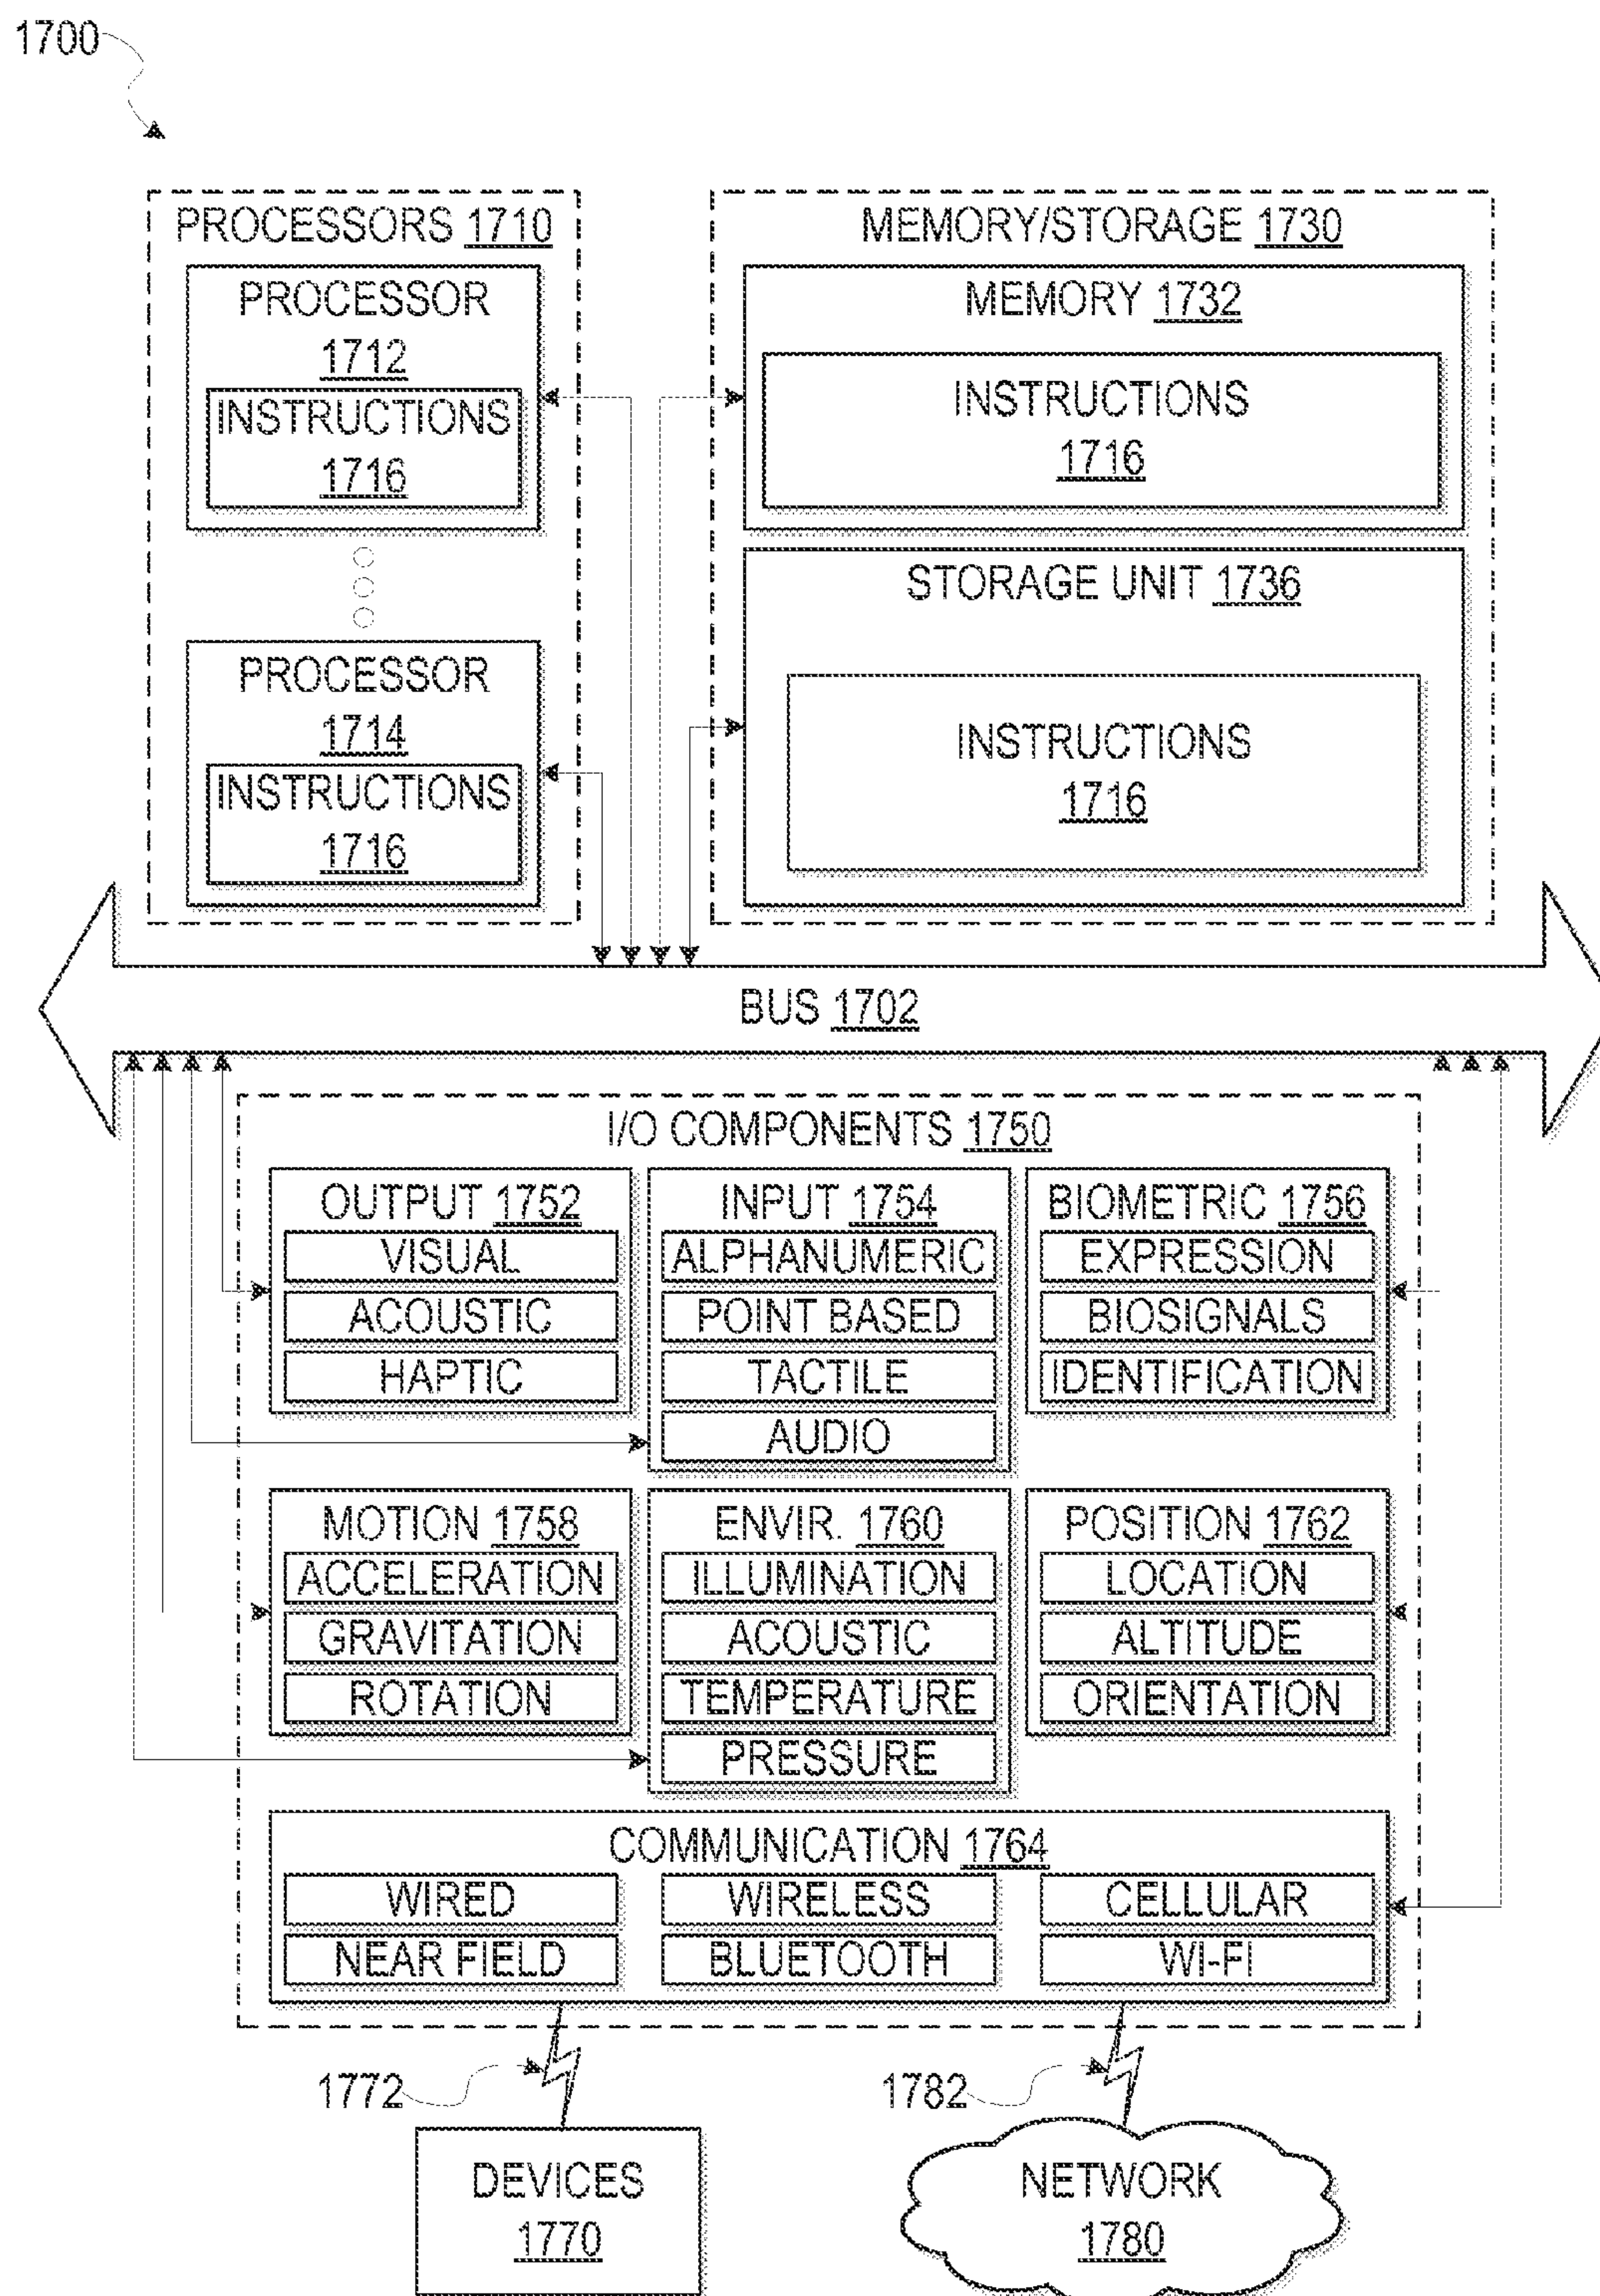 1700
PROCESSORS 1710
PROCESSOR
1712
INSTRUCTIONS
1716
PROCESSOR
1714
INSTRUCTIONS
1716
MEMORY/STORAGE 1730
MEMORY 1732
INSTRUCTIONS
1716
STORAGE UNIT 1736
INSTRUCTIONS
1716
BUS 1702
I/O COMPONENTS 1750
OUTPUT 1752
VISUAL
ACOUSTIC
HAPTIC
INPUT 1754
ALPHANUMERIC
POINT BASED
TACTILE
AUDIO
BIOMETRIC 1756
EXPRESSION
BIOSIGNALS
IDENTIFICATION
MOTION 1758
ACCELERATION
GRAVITATION
ROTATION
ENVIR. 1760
ILLUMINATION
ACOUSTIC
TEMPERATURE
PRESSURE
POSITION 1762
LOCATION
ALTITUDE
ORIENTATION
COMMUNICATION 1764
WIRED
WIRELESS
CELLULAR
NEAR FIELD
BLUETOOTH
WI-FI
1772
1782
DEVICES
1770
NETWORK
1780